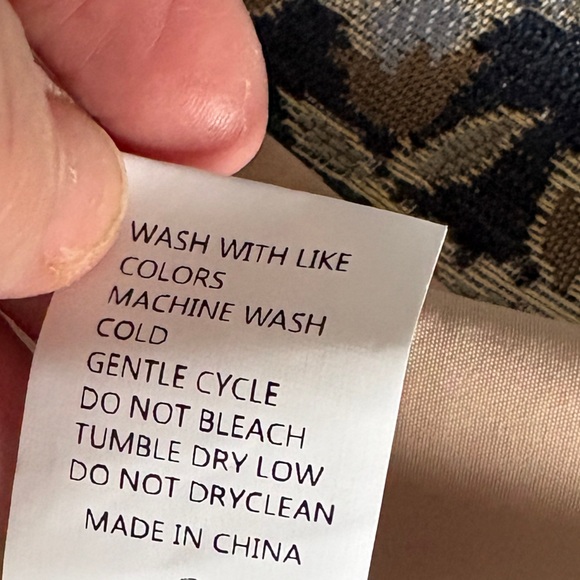 WASH WITH LIKE
COLORS
MACHINE WASH
COLD
GENTLE CYCLE
DO NOT BLEACH
TUMBLE DRY LOW
DO NOT DRYCLEAN
MADE IN CHINA